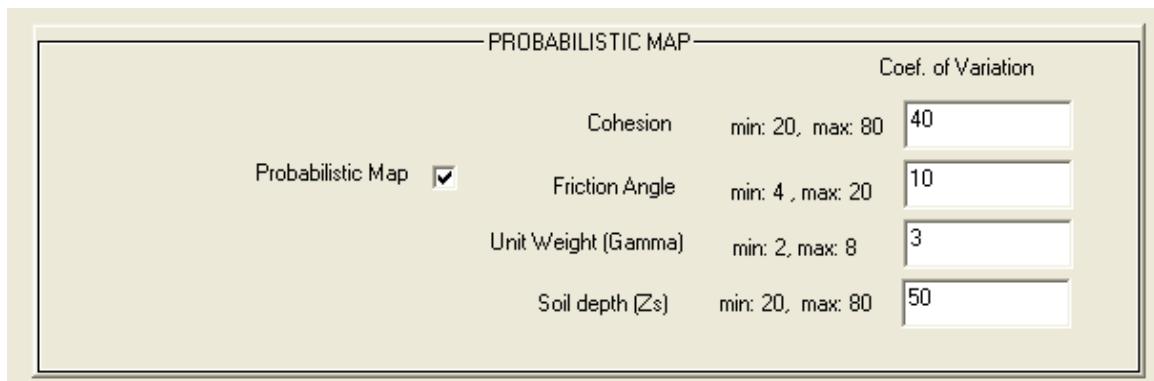 PROBABILISTIC MAP
Coef. of Variation
Cohesion min: 20, max: 80 40
Probabilistic Map
Friction Angle min: 4 , max: 20 10
Unit Weight (Gamma) min: 2, max: 8 3
Soil depth (Zs) min: 20, max: 80 50